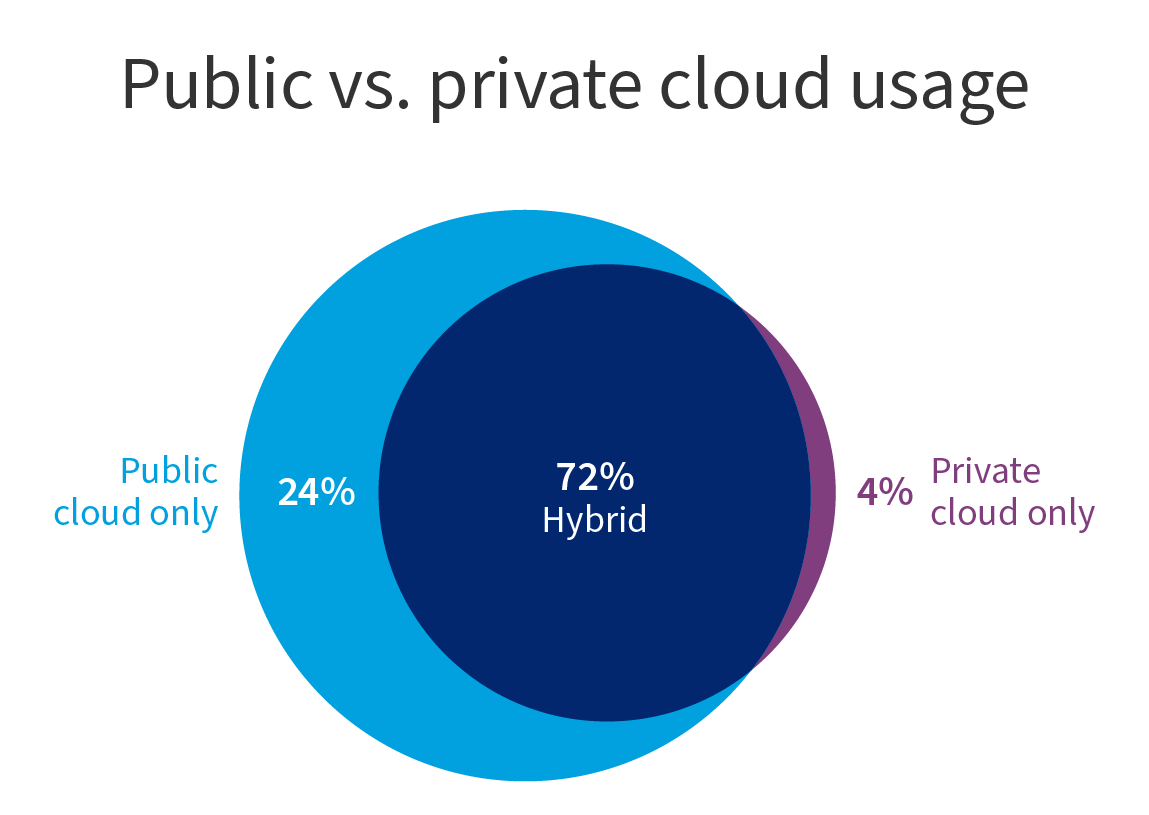 Public vs. private cloud usage
Public
cloud only
24%
72%
Hybrid
4%
Private
cloud only